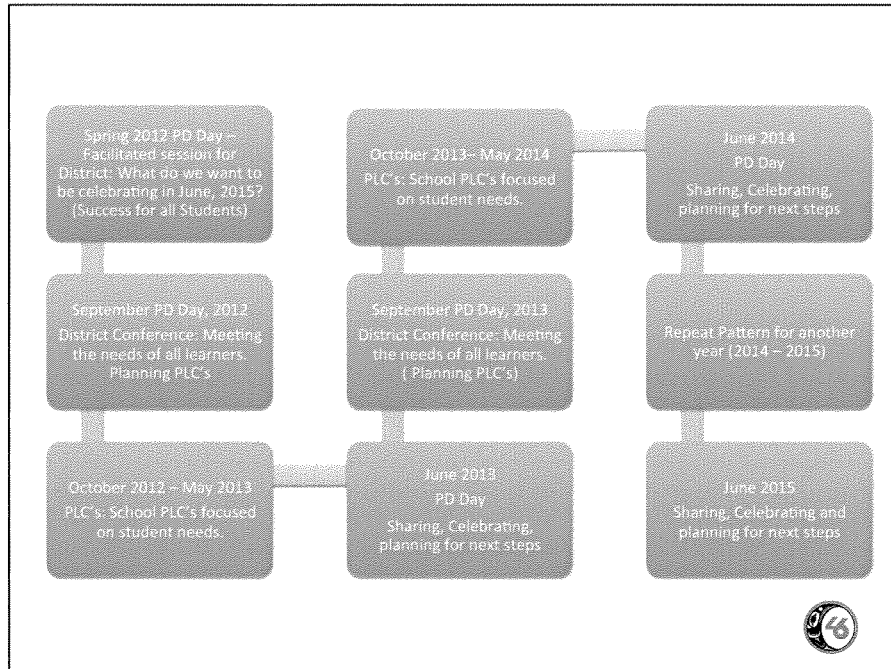 Spring 2012 PD Day –
Facilitated session for
District: What do we want to
be celebrating in June, 2015?
(Success for all Students)
September PD Day, 2012
District Conference: Meeting
the needs of all learners.
Planning PLC's
October 2012 – May 2013
PLC's: School PLC's focused
on student needs.
June 2013
PD Day
Sharing, Celebrating,
planning for next steps
September PD Day, 2013
District Conference: Meeting
the needs of all learners.
( Planning PLC's)
October 2013– May 2014
PLC's: School PLC's focused
on student needs.
June 2014
PD Day
Sharing, Celebrating,
planning for next steps
Repeat Pattern for another
year (2014 – 2015)
June 2015
Sharing, Celebrating and
planning for next steps
46